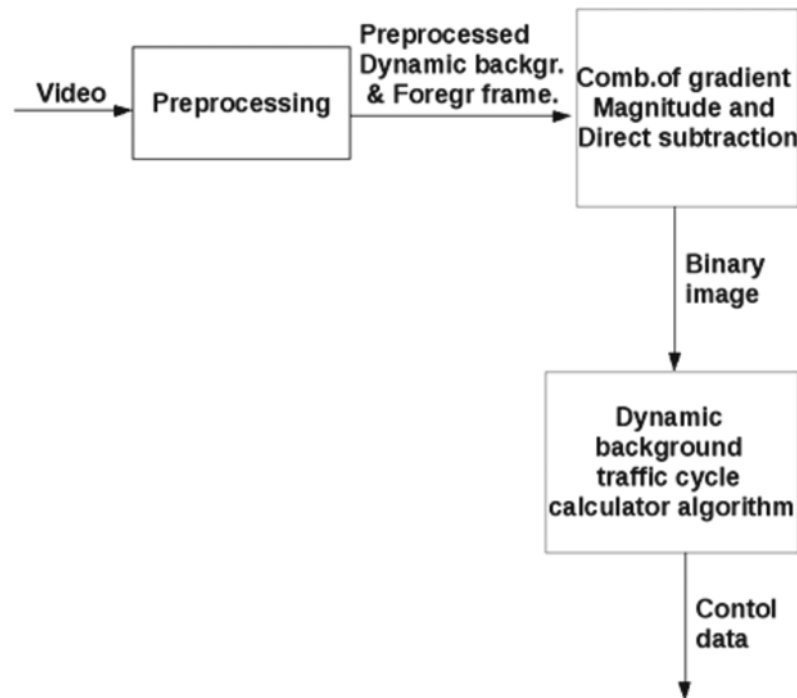 Video
Preprocessing
Preprocessed
Dynamic backgr.
& Foregr frame.
Comb.of gradient
Magnitude and
Direct subtraction
Binary
image
Dynamic
background
traffic cycle
calculator algorithm
Contol
data